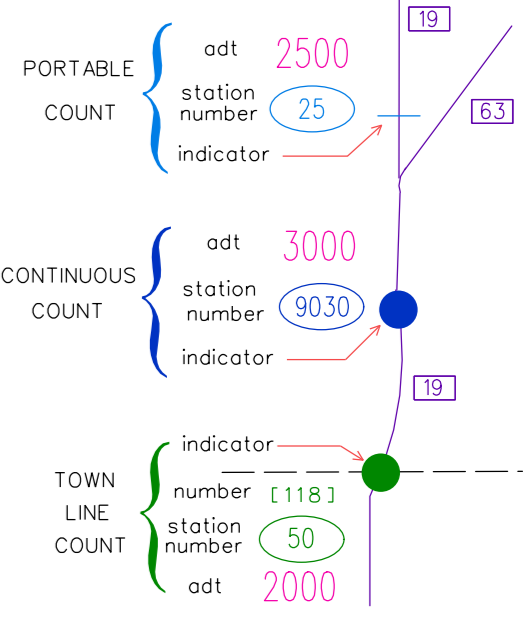 19
adt 2500
PORTABLE
COUNT
station
number 25
63
indicator
adt 3000
CONTINUOUS
COUNT
station
number 9030
indicator
19
indicator
TOWN
LINE
COUNT
number [118]
station
number 50
adt 2000